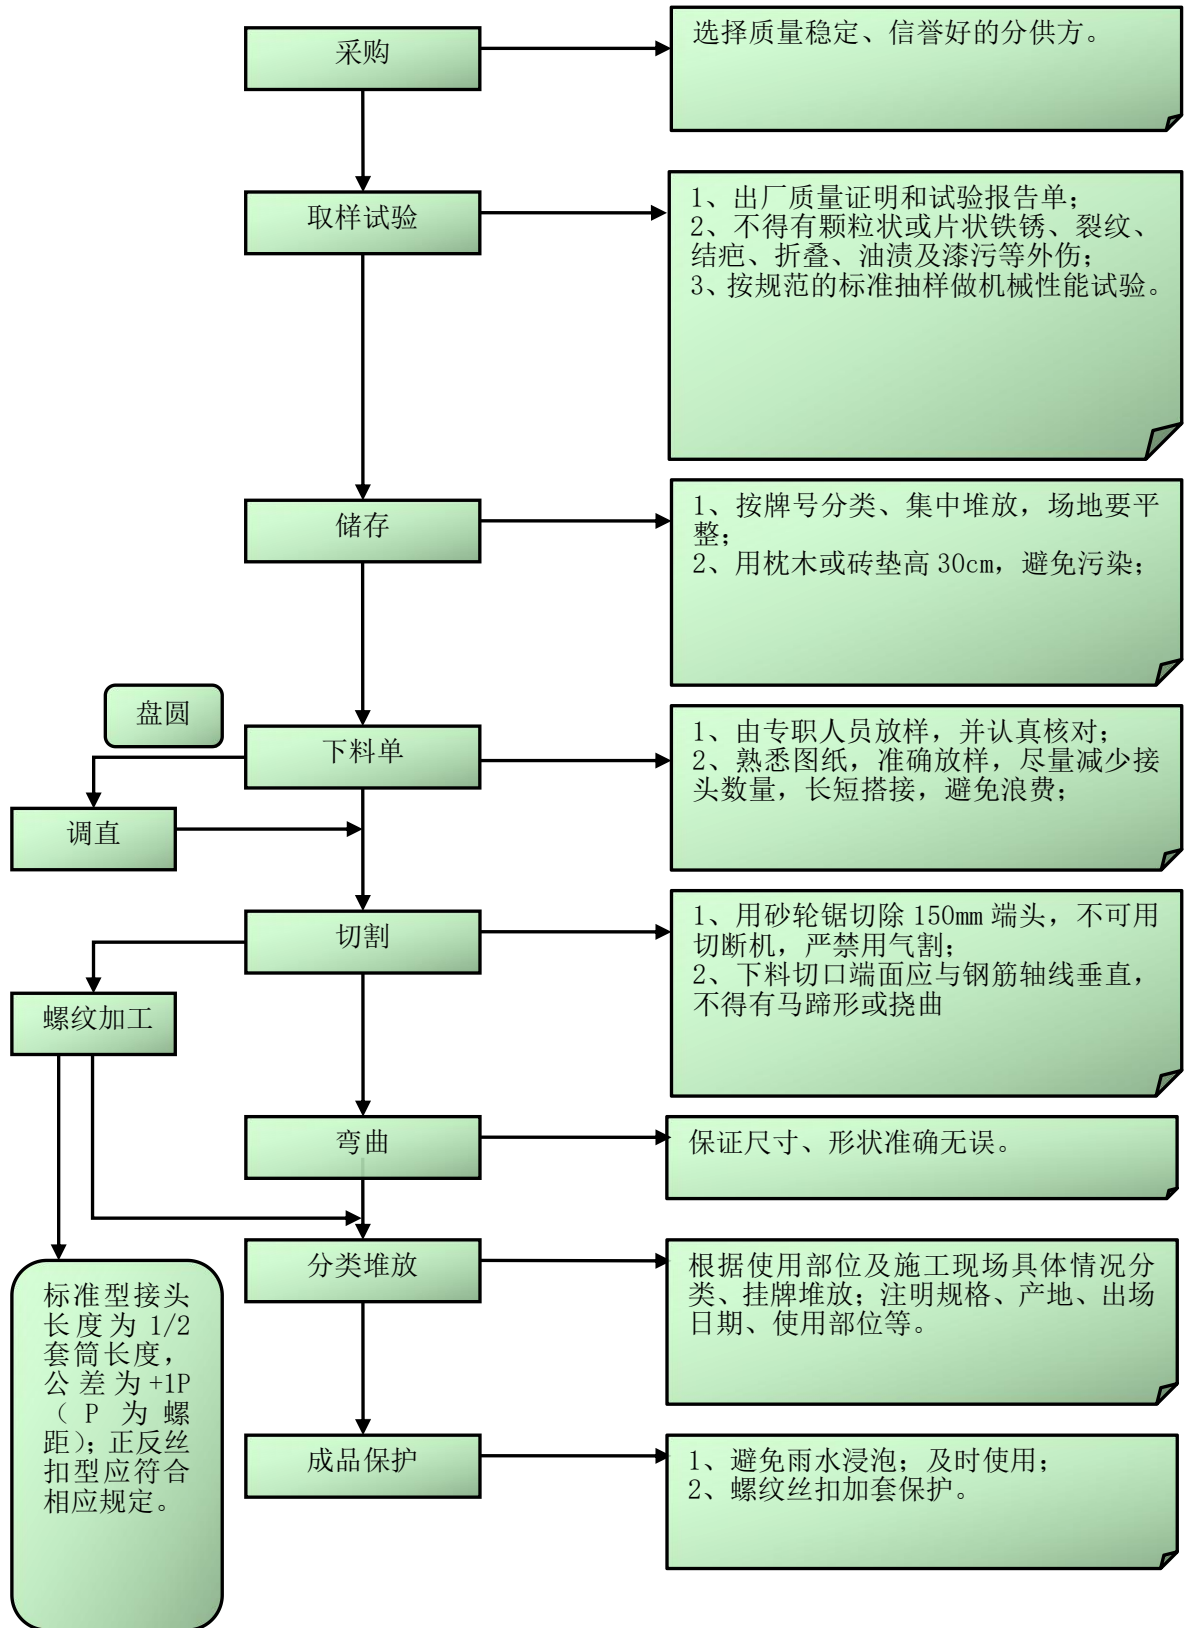 采购
选择质量稳定、信誉好的分供方。
取样试验
1、出厂质量证明和试验报告单；
2、不得有颗粒状或片状铁锈、裂纹、
结疤、折叠、油渍及漆污等外伤；
3、按规范的标准抽样做机械性能试验。
储存
1、按牌号分类、集中堆放，场地要平
整；
2、用枕木或砖垫高 30cm，避免污染；
盘圆
下料单
1、由专职人员放样，并认真核对；
2、熟悉图纸，准确放样，尽量减少接
头数量，长短搭接，避免浪费；
调直
切割
1、用砂轮锯切除 150mm 端头，不可用
切断机，严禁用气割；
2、下料切口端面应与钢筋轴线垂直，
不得有马蹄形或挠曲
螺纹加工
弯曲
保证尺寸、形状准确无误。
分类堆放
根据使用部位及施工现场具体情况分
类、挂牌堆放；注明规格、产地、出场
日期、使用部位等。
标准型接头
长度为 1/2
套筒长度，
公差为+1P
（P 为螺
距）；正反丝
扣型应符合
相应规定。
成品保护
1、避免雨水浸泡；及时使用；
2、螺纹丝扣加套保护。